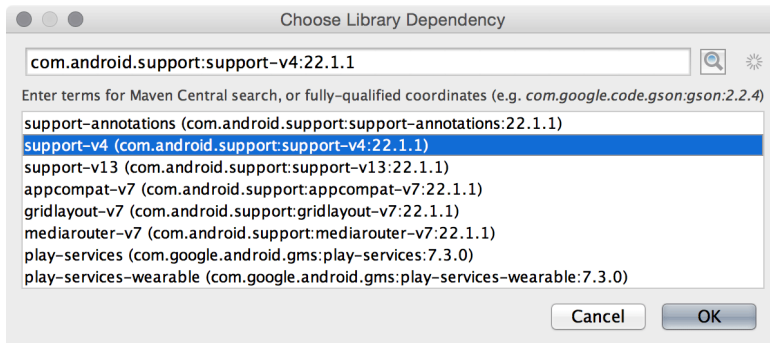 Choose Library Dependency
com.android.support:support-v4:22.1.1
Enter terms for Maven Central search, or fully-qualified coordinates (e.g. com.google.code.gson:gson:2.2.4)
support-annotations (com.android.support:support-annotations:22.1.1)
support-v4 (com.android.support:support-v4:22.1.1)
support-v13 (com.android.support:support-v13:22.1.1)
appcompat-v7 (com.android.support:appcompat-v7:22.1.1)
gridlayout-v7 (com.android.support:gridlayout-v7:22.1.1)
mediarouter-v7 (com.android.support:mediarouter-v7:22.1.1)
play-services (com.google.android.gms:play-services:7.3.0)
play-services-wearable (com.google.android.gms:play-services-wearable:7.3.0)
Cancel OK